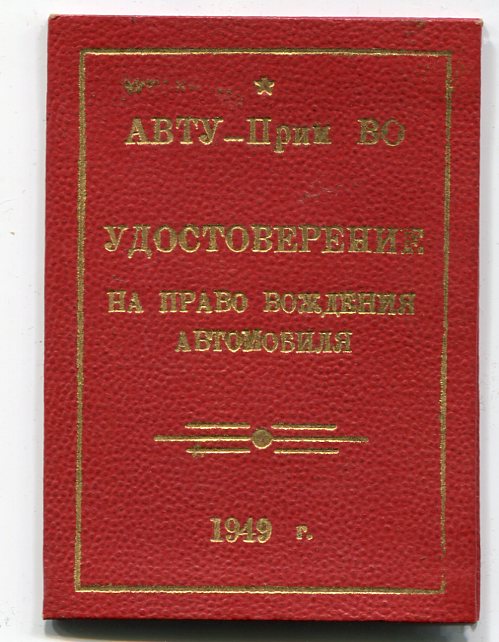 АВТУ-Прим ВО
УДОСТОВЕРЕНИЕ
НА ПРАВО ВОЖДЕНИЯ
АВТОМОБИЛЯ
1949 г.